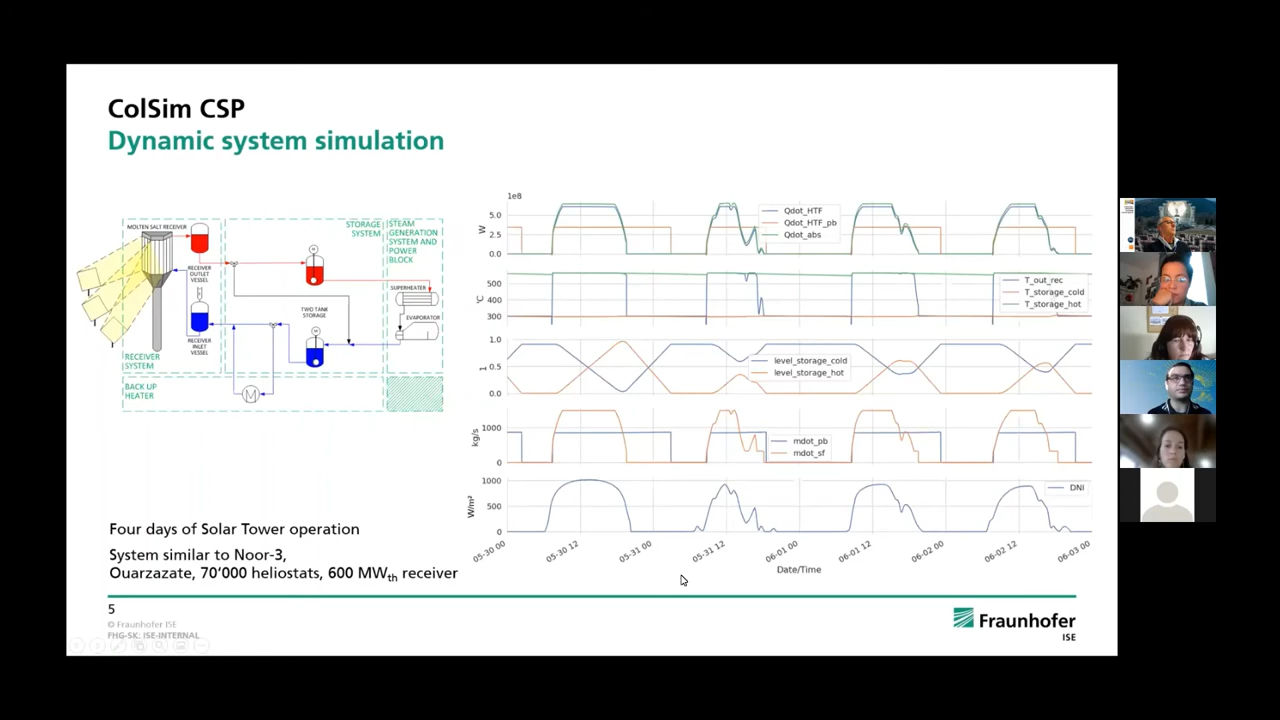 ColSim CSP
Dynamic system simulation
MOLTEN SALT RECEIVER
RECEIVER
OUTLET
VESSEL
RECEIVER
INLET
VESSEL
RECEIVER
SYSTEM
BACK UP
HEATER
M
STORAGE
SYSTEM
M
TWO TANK
STORAGE
M
STEAM
GENERATION
SYSTEM AND
POWER
BLOCK
SUPERHEATER
EVAPORATOR
1e8
W
5.0
2.5
0.0
Qdot_HTF
Qdot_HTF_pb
Qdot_abs
°C
500
400
300
T_out_rec
T_storage_cold
T_storage_hot
1
1.0
0.5
0.0
level_storage_cold
level_storage_hot
kg/s
1000
0
mdot_pb
mdot_sf
W/m²
1000
500
0
DNI
05-30 00
05-30 12
05-31 00
05-31 12
06-01 00
06-01 12
06-02 00
06-02 12
06-03 00
Date/Time
Four days of Solar Tower operation
System similar to Noor-3,
Ouarzazate, 70’000 heliostats, 600 MWth receiver
5
© Fraunhofer ISE
FHG-SK: ISE-INTERNAL
Fraunhofer
ISE